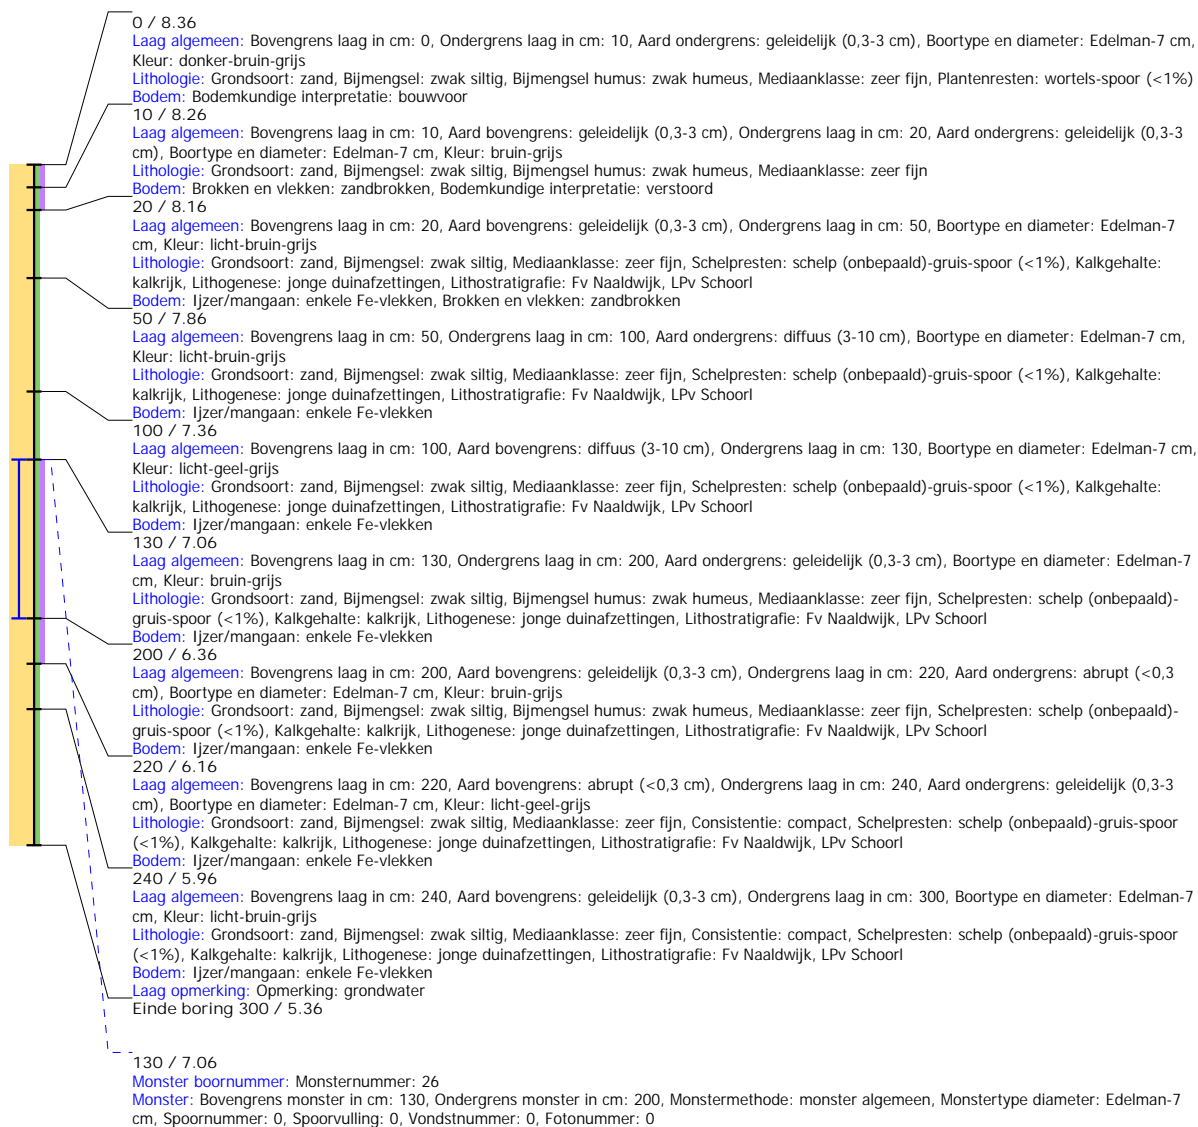 0 / 8.36
Laag algemeen: Bovengrens laag in cm: 0, Ondergrens laag in cm: 10, Aard ondergrens: geleidelijk (0,3-3 cm), Boortype en diameter: Edelman-7 cm,
Kleur: donker-bruin-grijs
Lithologie: Grondsoort: zand, Bijmengsel: zwak siltig, Bijmengsel humus: zwak humeus, Mediaanklasse: zeer fijn, Plantenresten: wortels-spoor (<1%)
Bodem: Bodemkundige interpretatie: bouwvoor
10 / 8.26
Laag algemeen: Bovengrens laag in cm: 10, Aard bovengrens: geleidelijk (0,3-3 cm), Ondergrens laag in cm: 20, Aard ondergrens: geleidelijk (0,3-3
cm), Boortype en diameter: Edelman-7 cm, Kleur: bruin-grijs
Lithologie: Grondsoort: zand, Bijmengsel: zwak siltig, Bijmengsel humus: zwak humeus, Mediaanklasse: zeer fijn
Bodem: Brokken en vlekken: zandbrokken, Bodemkundige interpretatie: verstoord
20 / 8.16
Laag algemeen: Bovengrens laag in cm: 20, Aard bovengrens: geleidelijk (0,3-3 cm), Ondergrens laag in cm: 50, Boortype en diameter: Edelman-7
cm, Kleur: licht-bruin-grijs
Lithologie: Grondsoort: zand, Bijmengsel: zwak siltig, Mediaanklasse: zeer fijn, Schelpresten: schelp (onbepaald)-gruis-spoor (<1%), Kalkgehalte:
kalkrijk, Lithogenese: jonge duinafzettingen, Lithostratigrafie: Fv Naaldwijk, LPv Schoorl
Bodem: Ijzer/mangaan: enkele Fe-vlekken, Brokken en vlekken: zandbrokken
50 / 7.86
Laag algemeen: Bovengrens laag in cm: 50, Ondergrens laag in cm: 100, Aard ondergrens: diffuus (3-10 cm), Boortype en diameter: Edelman-7 cm,
Kleur: licht-bruin-grijs
Lithologie: Grondsoort: zand, Bijmengsel: zwak siltig, Mediaanklasse: zeer fijn, Schelpresten: schelp (onbepaald)-gruis-spoor (<1%), Kalkgehalte:
kalkrijk, Lithogenese: jonge duinafzettingen, Lithostratigrafie: Fv Naaldwijk, LPv Schoorl
Bodem: Ijzer/mangaan: enkele Fe-vlekken
100 / 7.36
Laag algemeen: Bovengrens laag in cm: 100, Aard bovengrens: diffuus (3-10 cm), Ondergrens laag in cm: 130, Boortype en diameter: Edelman-7 cm,
Kleur: licht-geel-grijs
Lithologie: Grondsoort: zand, Bijmengsel: zwak siltig, Mediaanklasse: zeer fijn, Schelpresten: schelp (onbepaald)-gruis-spoor (<1%), Kalkgehalte:
kalkrijk, Lithogenese: jonge duinafzettingen, Lithostratigrafie: Fv Naaldwijk, LPv Schoorl
Bodem: Ijzer/mangaan: enkele Fe-vlekken
130 / 7.06
Laag algemeen: Bovengrens laag in cm: 130, Ondergrens laag in cm: 200, Aard ondergrens: geleidelijk (0,3-3 cm), Boortype en diameter: Edelman-7
cm, Kleur: bruin-grijs
Lithologie: Grondsoort: zand, Bijmengsel: zwak siltig, Bijmengsel humus: zwak humeus, Mediaanklasse: zeer fijn, Schelpresten: schelp (onbepaald)-
gruis-spoor (<1%), Kalkgehalte: kalkrijk, Lithogenese: jonge duinafzettingen, Lithostratigrafie: Fv Naaldwijk, LPv Schoorl
Bodem: Ijzer/mangaan: enkele Fe-vlekken
200 / 6.36
Laag algemeen: Bovengrens laag in cm: 200, Aard bovengrens: geleidelijk (0,3-3 cm), Ondergrens laag in cm: 220, Aard ondergrens: abrupt (<0,3
cm), Boortype en diameter: Edelman-7 cm, Kleur: bruin-grijs
Lithologie: Grondsoort: zand, Bijmengsel: zwak siltig, Bijmengsel humus: zwak humeus, Mediaanklasse: zeer fijn, Schelpresten: schelp (onbepaald)-
gruis-spoor (<1%), Kalkgehalte: kalkrijk, Lithogenese: jonge duinafzettingen, Lithostratigrafie: Fv Naaldwijk, LPv Schoorl
Bodem: Ijzer/mangaan: enkele Fe-vlekken
220 / 6.16
Laag algemeen: Bovengrens laag in cm: 220, Aard bovengrens: abrupt (<0,3 cm), Ondergrens laag in cm: 240, Aard ondergrens: geleidelijk (0,3-3
cm), Boortype en diameter: Edelman-7 cm, Kleur: licht-geel-grijs
Lithologie: Grondsoort: zand, Bijmengsel: zwak siltig, Mediaanklasse: zeer fijn, Consistentie: compact, Schelpresten: schelp (onbepaald)-gruis-spoor
(<1%), Kalkgehalte: kalkrijk, Lithogenese: jonge duinafzettingen, Lithostratigrafie: Fv Naaldwijk, LPv Schoorl
Bodem: Ijzer/mangaan: enkele Fe-vlekken
240 / 5.96
Laag algemeen: Bovengrens laag in cm: 240, Aard bovengrens: geleidelijk (0,3-3 cm), Ondergrens laag in cm: 300, Boortype en diameter: Edelman-7
cm, Kleur: licht-bruin-grijs
Lithologie: Grondsoort: zand, Bijmengsel: zwak siltig, Mediaanklasse: zeer fijn, Consistentie: compact, Schelpresten: schelp (onbepaald)-gruis-spoor
(<1%), Kalkgehalte: kalkrijk, Lithogenese: jonge duinafzettingen, Lithostratigrafie: Fv Naaldwijk, LPv Schoorl
Bodem: Ijzer/mangaan: enkele Fe-vlekken
Laag opmerking: Opmerking: grondwater
Einde boring 300 / 5.36
130 / 7.06
Monster boornummer: Monsternummer: 26
Monster: Bovengrens monster in cm: 130, Ondergrens monster in cm: 200, Monstermethode: monster algemeen, Monstertype diameter: Edelman-7
cm, Spoornummer: 0, Spoorvulling: 0, Vondstnummer: 0, Fotonummer: 0